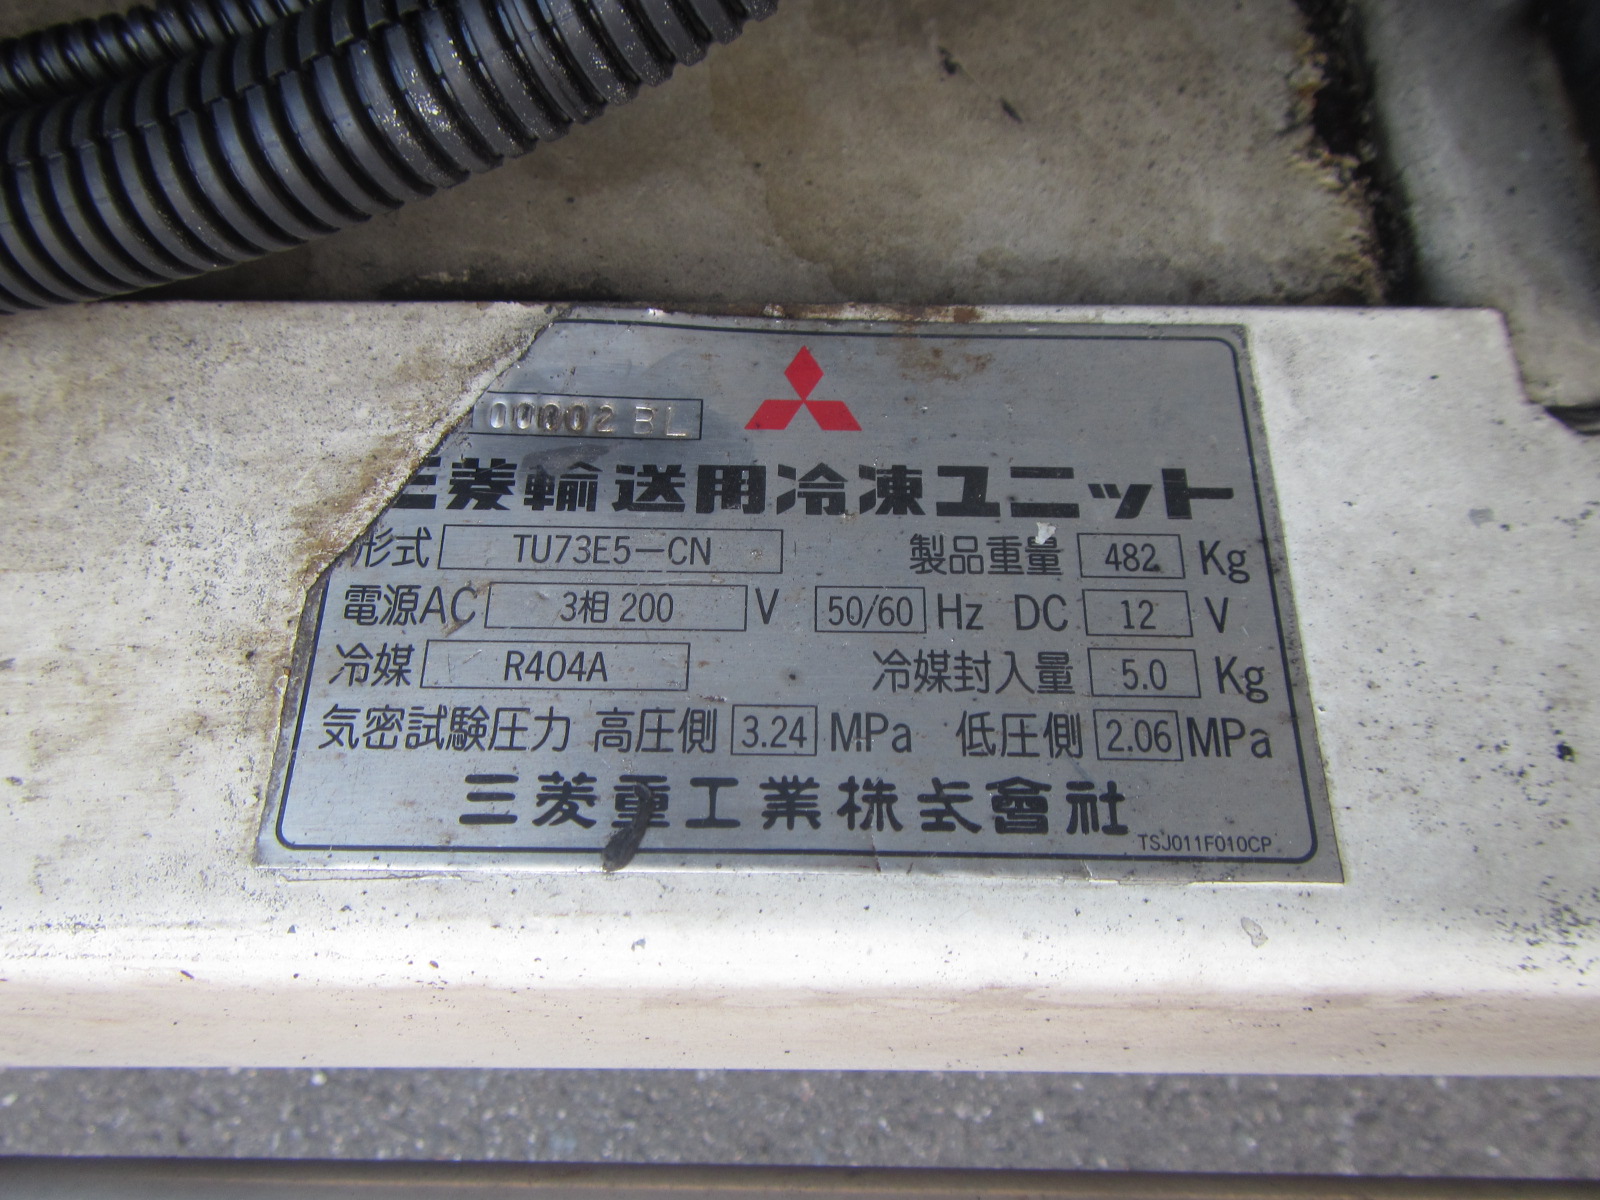 00002 BL
三菱輸送用冷凍ユニット
形式 TU73E5-CN 製品重量 482 Kg
電源AC 3相 200 V 50/60 Hz DC 12 V
冷媒 R404A 冷媒封入量 5.0 Kg
気密試験圧力 高圧側 3.24 MPa 低圧側 2.06 MPa
三菱重工業株式會社
TSJ011F010CP